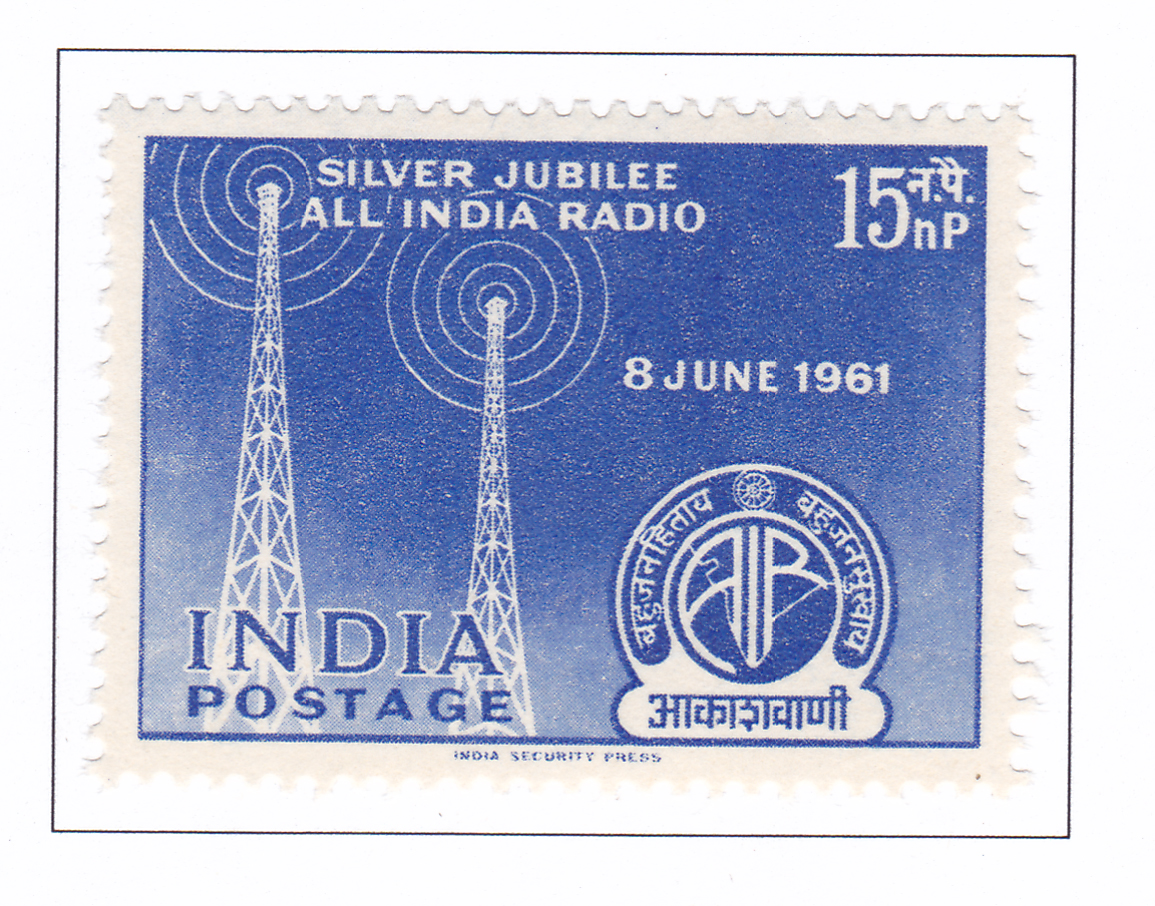 SILVER JUBILEE
ALL INDIA RADIO
15 न.पै.
nP
8 JUNE 1961
बहुजनहिताय बहुजनसुखाय
AIR
आकाशवाणी
INDIA
POSTAGE
INDIA SECURITY PRESS